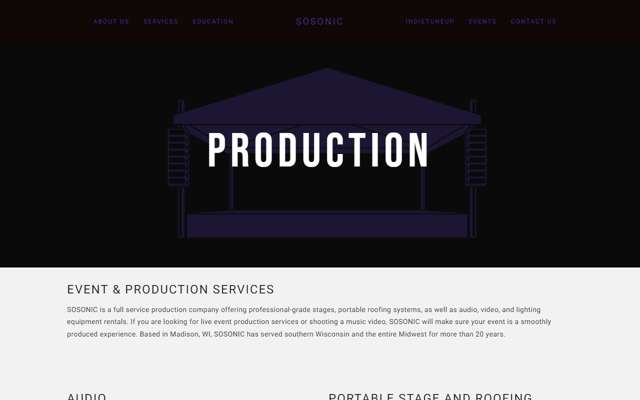 ABOUT US SERVICES EDUCATION SOSONIC INDIETUNEUP EVENTS CONTACT US
PRODUCTION
EVENT & PRODUCTION SERVICES
SOSONIC is a full service production company offering professional-grade stages, portable roofing systems, as well as audio, video, and lighting
equipment rentals. If you are looking for live event production services or shooting a music video, SOSONIC will make sure your event is a smoothly
produced experience. Based in Madison, WI, SOSONIC has served southern Wisconsin and the entire Midwest for more than 20 years.
AUDIO PORTABLE STAGE AND ROOFING